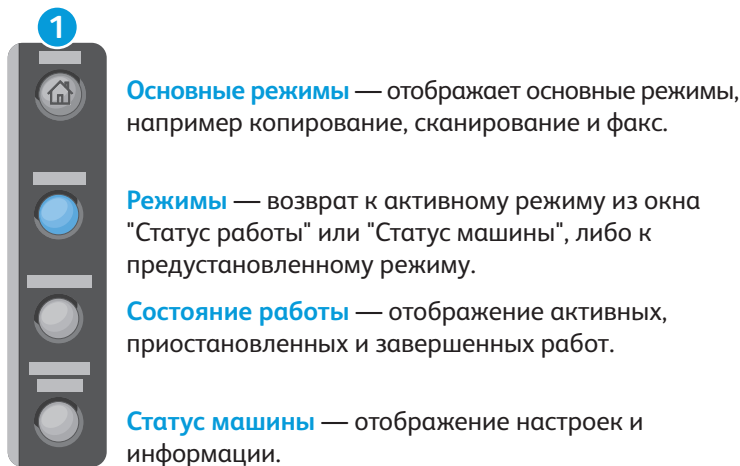 1
Основные режимы — отображает основные режимы,
например копирование, сканирование и факс.
Режимы — возврат к активному режиму из окна
"Статус работы" или "Статус машины", либо к
предустановленному режиму.
Состояние работы — отображение активных,
приостановленных и завершенных работ.
Статус машины — отображение настроек и
информации.